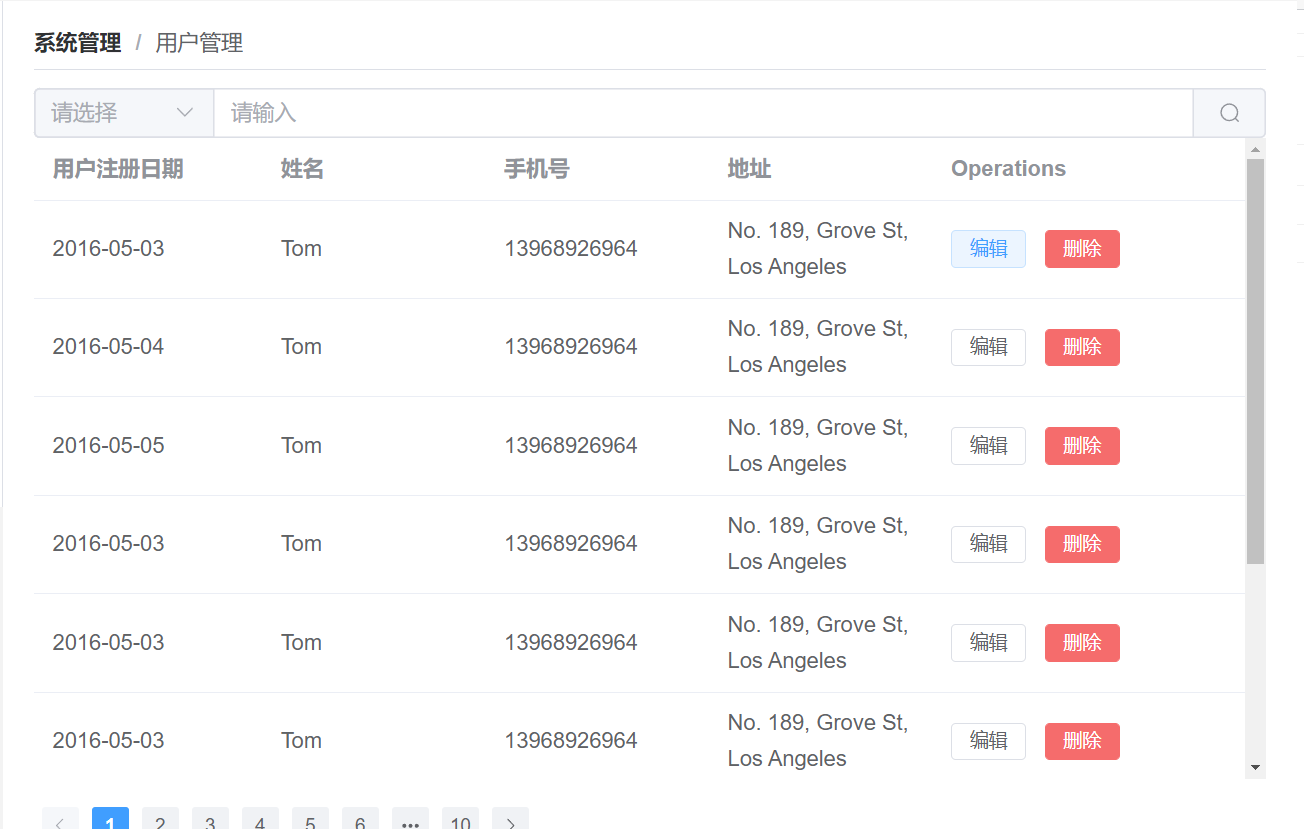 系统管理 / 用户管理
请选择 请输入
用户注册日期 姓名 手机号 地址 Operations
2016-05-03 Tom 13968926964 No. 189, Grove St, Los Angeles 编辑 删除
2016-05-04 Tom 13968926964 No. 189, Grove St, Los Angeles 编辑 删除
2016-05-05 Tom 13968926964 No. 189, Grove St, Los Angeles 编辑 删除
2016-05-03 Tom 13968926964 No. 189, Grove St, Los Angeles 编辑 删除
2016-05-03 Tom 13968926964 No. 189, Grove St, Los Angeles 编辑 删除
2016-05-03 Tom 13968926964 No. 189, Grove St, Los Angeles 编辑 删除
1 2 3 4 5 6 ••• 10